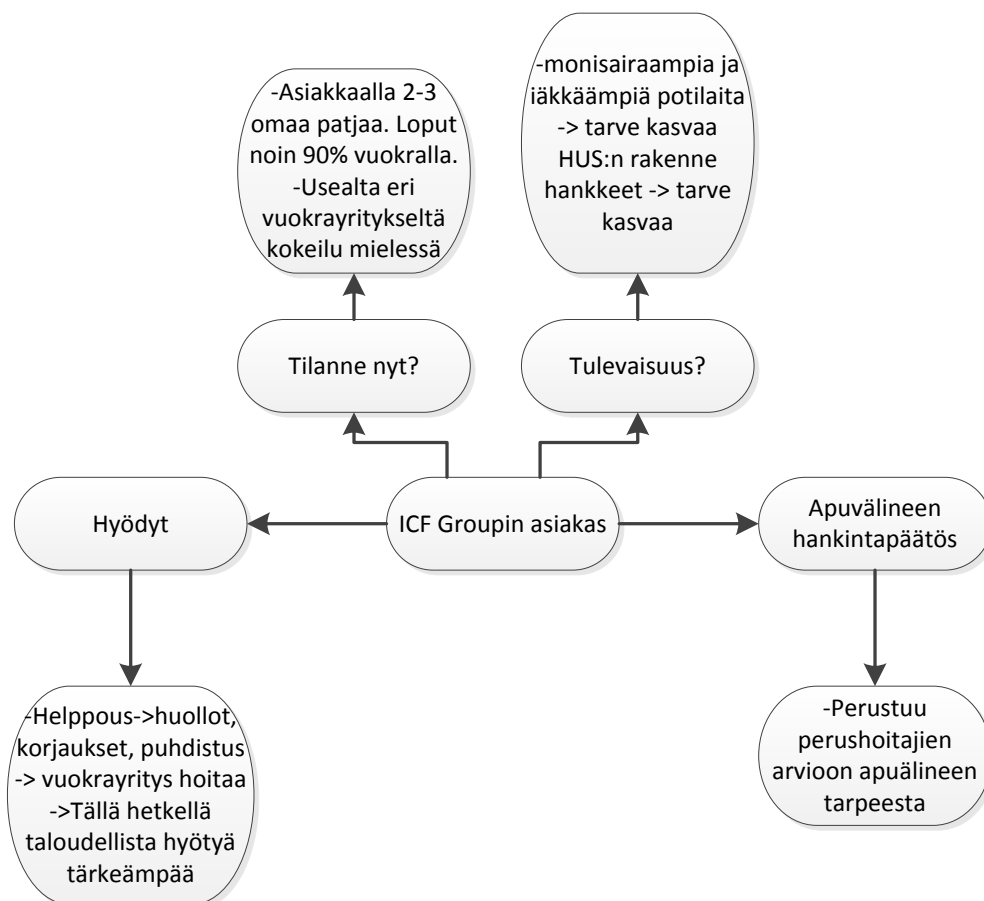 -Asiakkaalla 2-3
omaa patjaa. Loput
noin 90% vuokralla.
-Usealta eri
vuokrayritykseltä
kokeilu mielessä
-monisairaampia ja
iäkkäämpiä potilaita
-> tarve kasvaa
HUS:n rakenne
hankkeet -> tarve
kasvaa
Tilanne nyt?
Tulevaisuus?
Hyödyt
ICF Groupin asiakas
Apuvälineen
hankintapäätös
-Helppous->huollot,
korjaukset, puhdistus
-> vuokrayritys hoitaa
->Tällä hetkellä
taloudellista hyötyä
tärkeämpää
-Perustuu
perushoitajien
arvioon apuälineen
tarpeesta